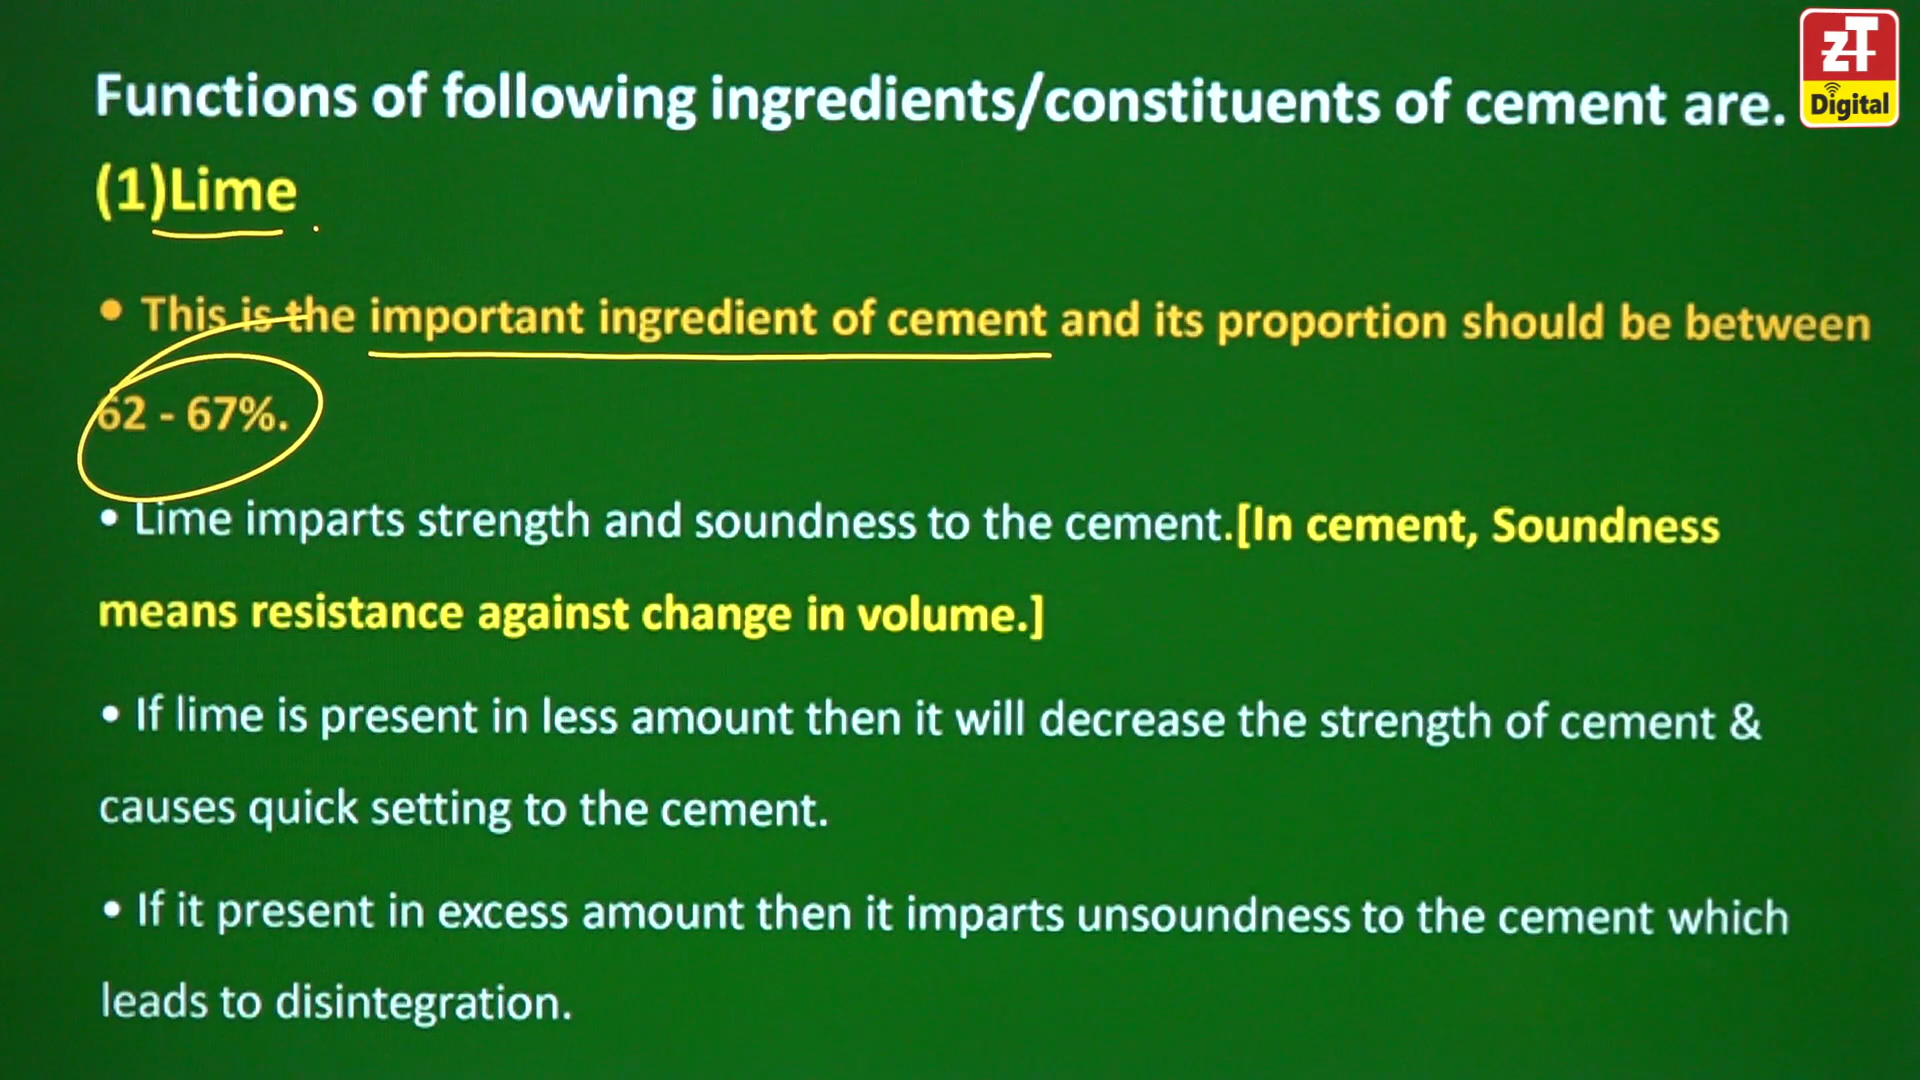 Functions of following ingredients/constituents of cement are.
zT
Digital
(1)Lime
• This is the important ingredient of cement and its proportion should be between
62 - 67%.
• Lime imparts strength and soundness to the cement.[In cement, Soundness
means resistance against change in volume.]
• If lime is present in less amount then it will decrease the strength of cement &
causes quick setting to the cement.
• If it present in excess amount then it imparts unsoundness to the cement which
leads to disintegration.